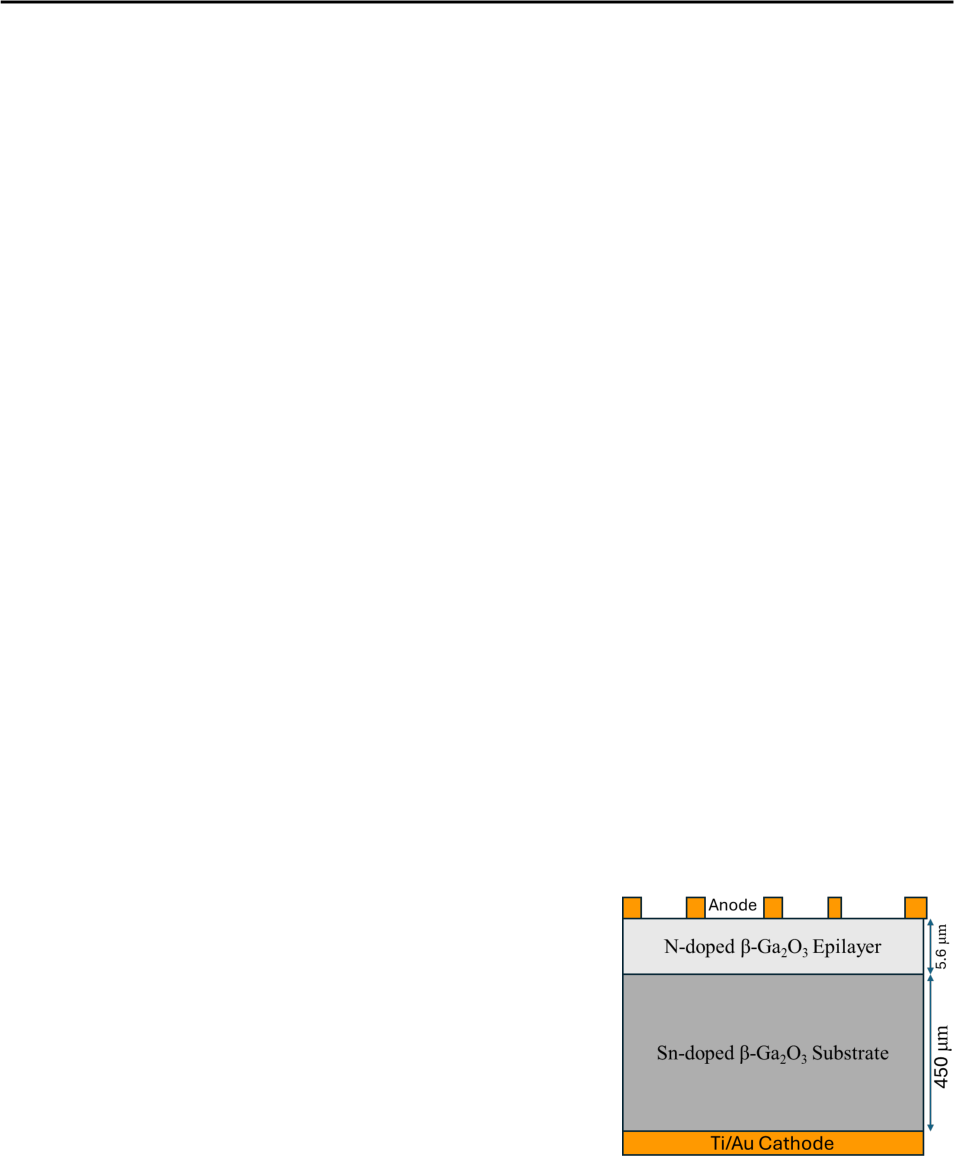 Anode
N-doped β-Ga₂O₃ Epilayer
5.6 μm
Sn-doped β-Ga₂O₃ Substrate
450 μm
Ti/Au Cathode